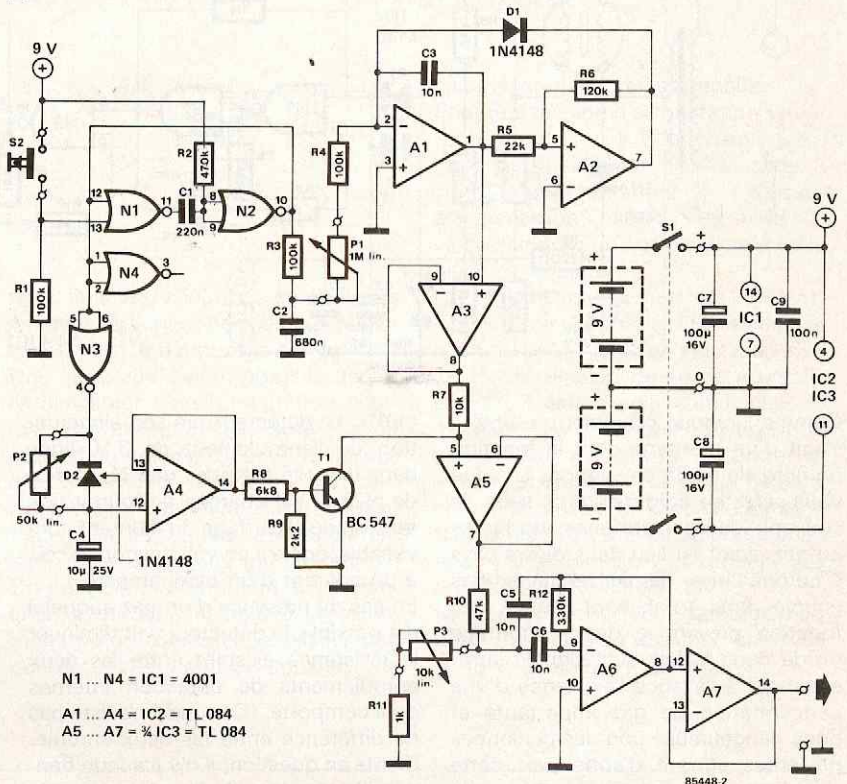 9 V
S2
R1
100k
R2
470k
N1
12
13
11
C1
220n
N2
8
9
10
N4
1
2
3
N3
5
6
4
R3
100k
C2
680n
R4
100k
P1
1M lin.
C3
10n
D1
1N4148
A1
2
3
1
R5
22k
R6
120k
A2
5
6
7
A3
9
10
8
R7
10k
A5
5
6
7
P2
50k lin.
D2
1N4148
C4
10µ 25V
A4
13
12
14
R8
6k8
R9
2k2
T1
BC 547
R10
47k
C5
10n
R12
330k
C6
10n
P3
10k
lin.
R11
1k
A6
9
10
8
A7
12
13
14
S1
9 V
9 V
9 V
+
0
−
C7
100µ
16V
C8
100µ
16V
C9
100n
14
IC1
7
4
IC2
IC3
11
N1 ... N4 = IC1 = 4001
A1 ... A4 = IC2 = TL 084
A5 ... A7 = ¾ IC3 = TL 084
85448-2